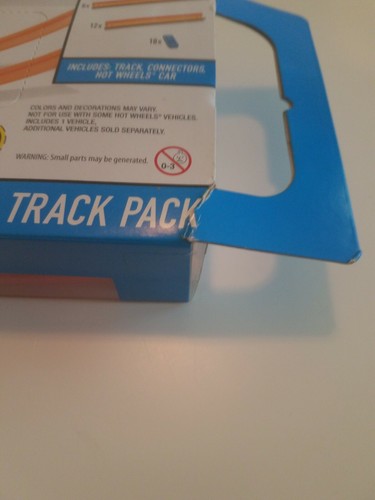 12x
18x
INCLUDES: TRACK, CONNECTORS,
HOT WHEELS® CAR
COLORS AND DECORATIONS MAY VARY.
NOT FOR USE WITH SOME HOT WHEELS® VEHICLES.
INCLUDES 1 VEHICLE,
ADDITIONAL VEHICLES SOLD SEPARATELY.
WARNING: Small parts may be generated.
0-3
TRACK PACK